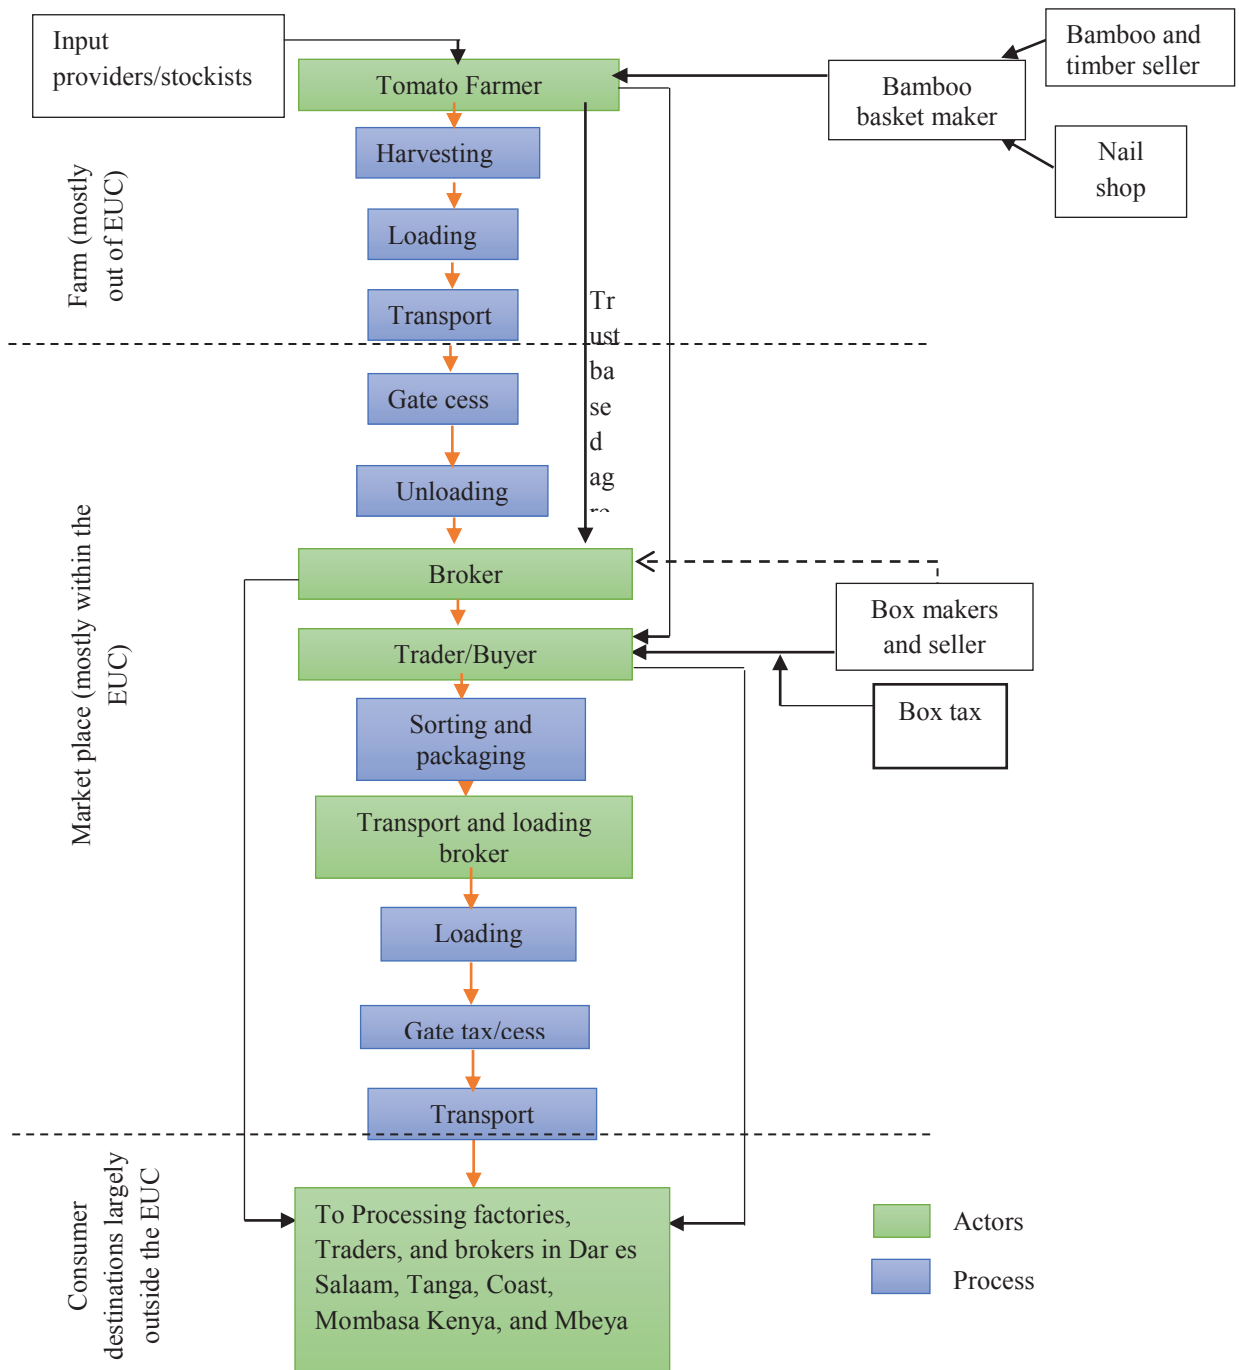 Input
providers/stockists
Bamboo and
timber seller
Tomato Farmer
Bamboo
basket maker
Nail
shop
Harvesting
Loading
Transport
Farm (mostly
out of EUC)
Tr
ust
ba
se
d
ag
Gate cess
Unloading
Broker
Box makers
and seller
Trader/Buyer
Box tax
Sorting and
packaging
Transport and loading
broker
Loading
Gate tax/cess
Transport
Market place (mostly within the
EUC)
To Processing factories,
Traders, and brokers in Dar es
Salaam, Tanga, Coast,
Mombasa Kenya, and Mbeya
Consumer
destinations largely
outside the EUC
Actors
Process